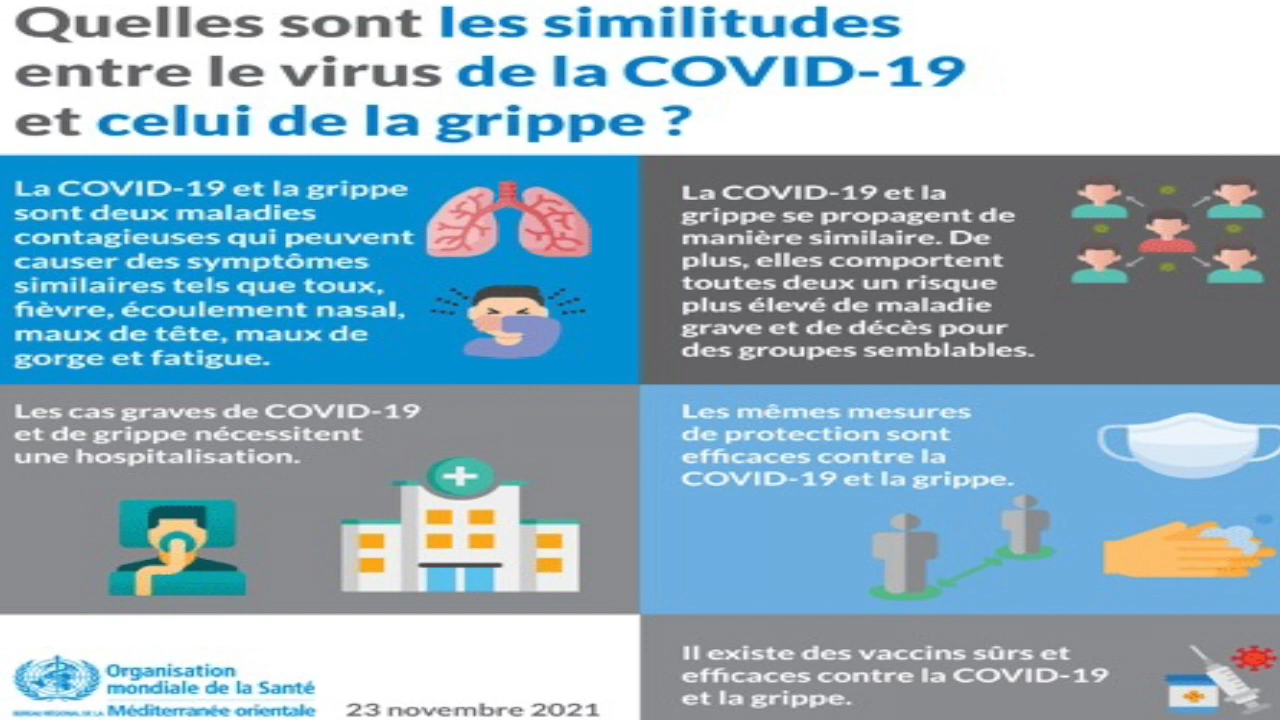 Quelles sont les similitudes
entre le virus de la COVID-19
et celui de la grippe ?
La COVID-19 et la grippe
sont deux maladies
contagieuses qui peuvent
causer des symptômes
similaires tels que toux,
fièvre, écoulement nasal,
maux de tête, maux de
gorge et fatigue.
La COVID-19 et la
grippe se propagent de
manière similaire. De
plus, elles comportent
toutes deux un risque
plus élevé de maladie
grave et de décès pour
des groupes semblables.
Les cas graves de COVID-19
et de grippe nécessitent
une hospitalisation.
Les mêmes mesures
de protection sont
efficaces contre la
COVID-19 et la grippe.
Il existe des vaccins sûrs et
efficaces contre la COVID-19
et la grippe.
Organisation
mondiale de la Santé
BUREAU RÉGIONAL DE LA Méditerranée orientale
23 novembre 2021